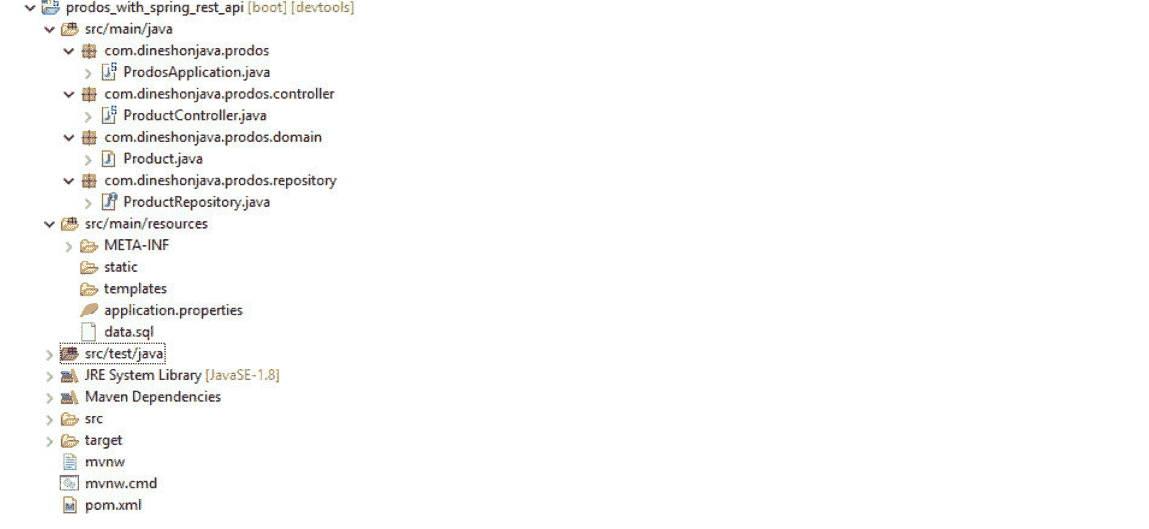 prodos_with_spring_rest_api [boot] [devtools]
src/main/java
com.dineshonjava.prodos
ProdosApplication.java
com.dineshonjava.prodos.controller
ProductController.java
com.dineshonjava.prodos.domain
Product.java
com.dineshonjava.prodos.repository
ProductRepository.java
src/main/resources
META-INF
static
templates
application.properties
data.sql
src/test/java
JRE System Library [JavaSE-1.8]
Maven Dependencies
src
target
mvnw
mvnw.cmd
pom.xml